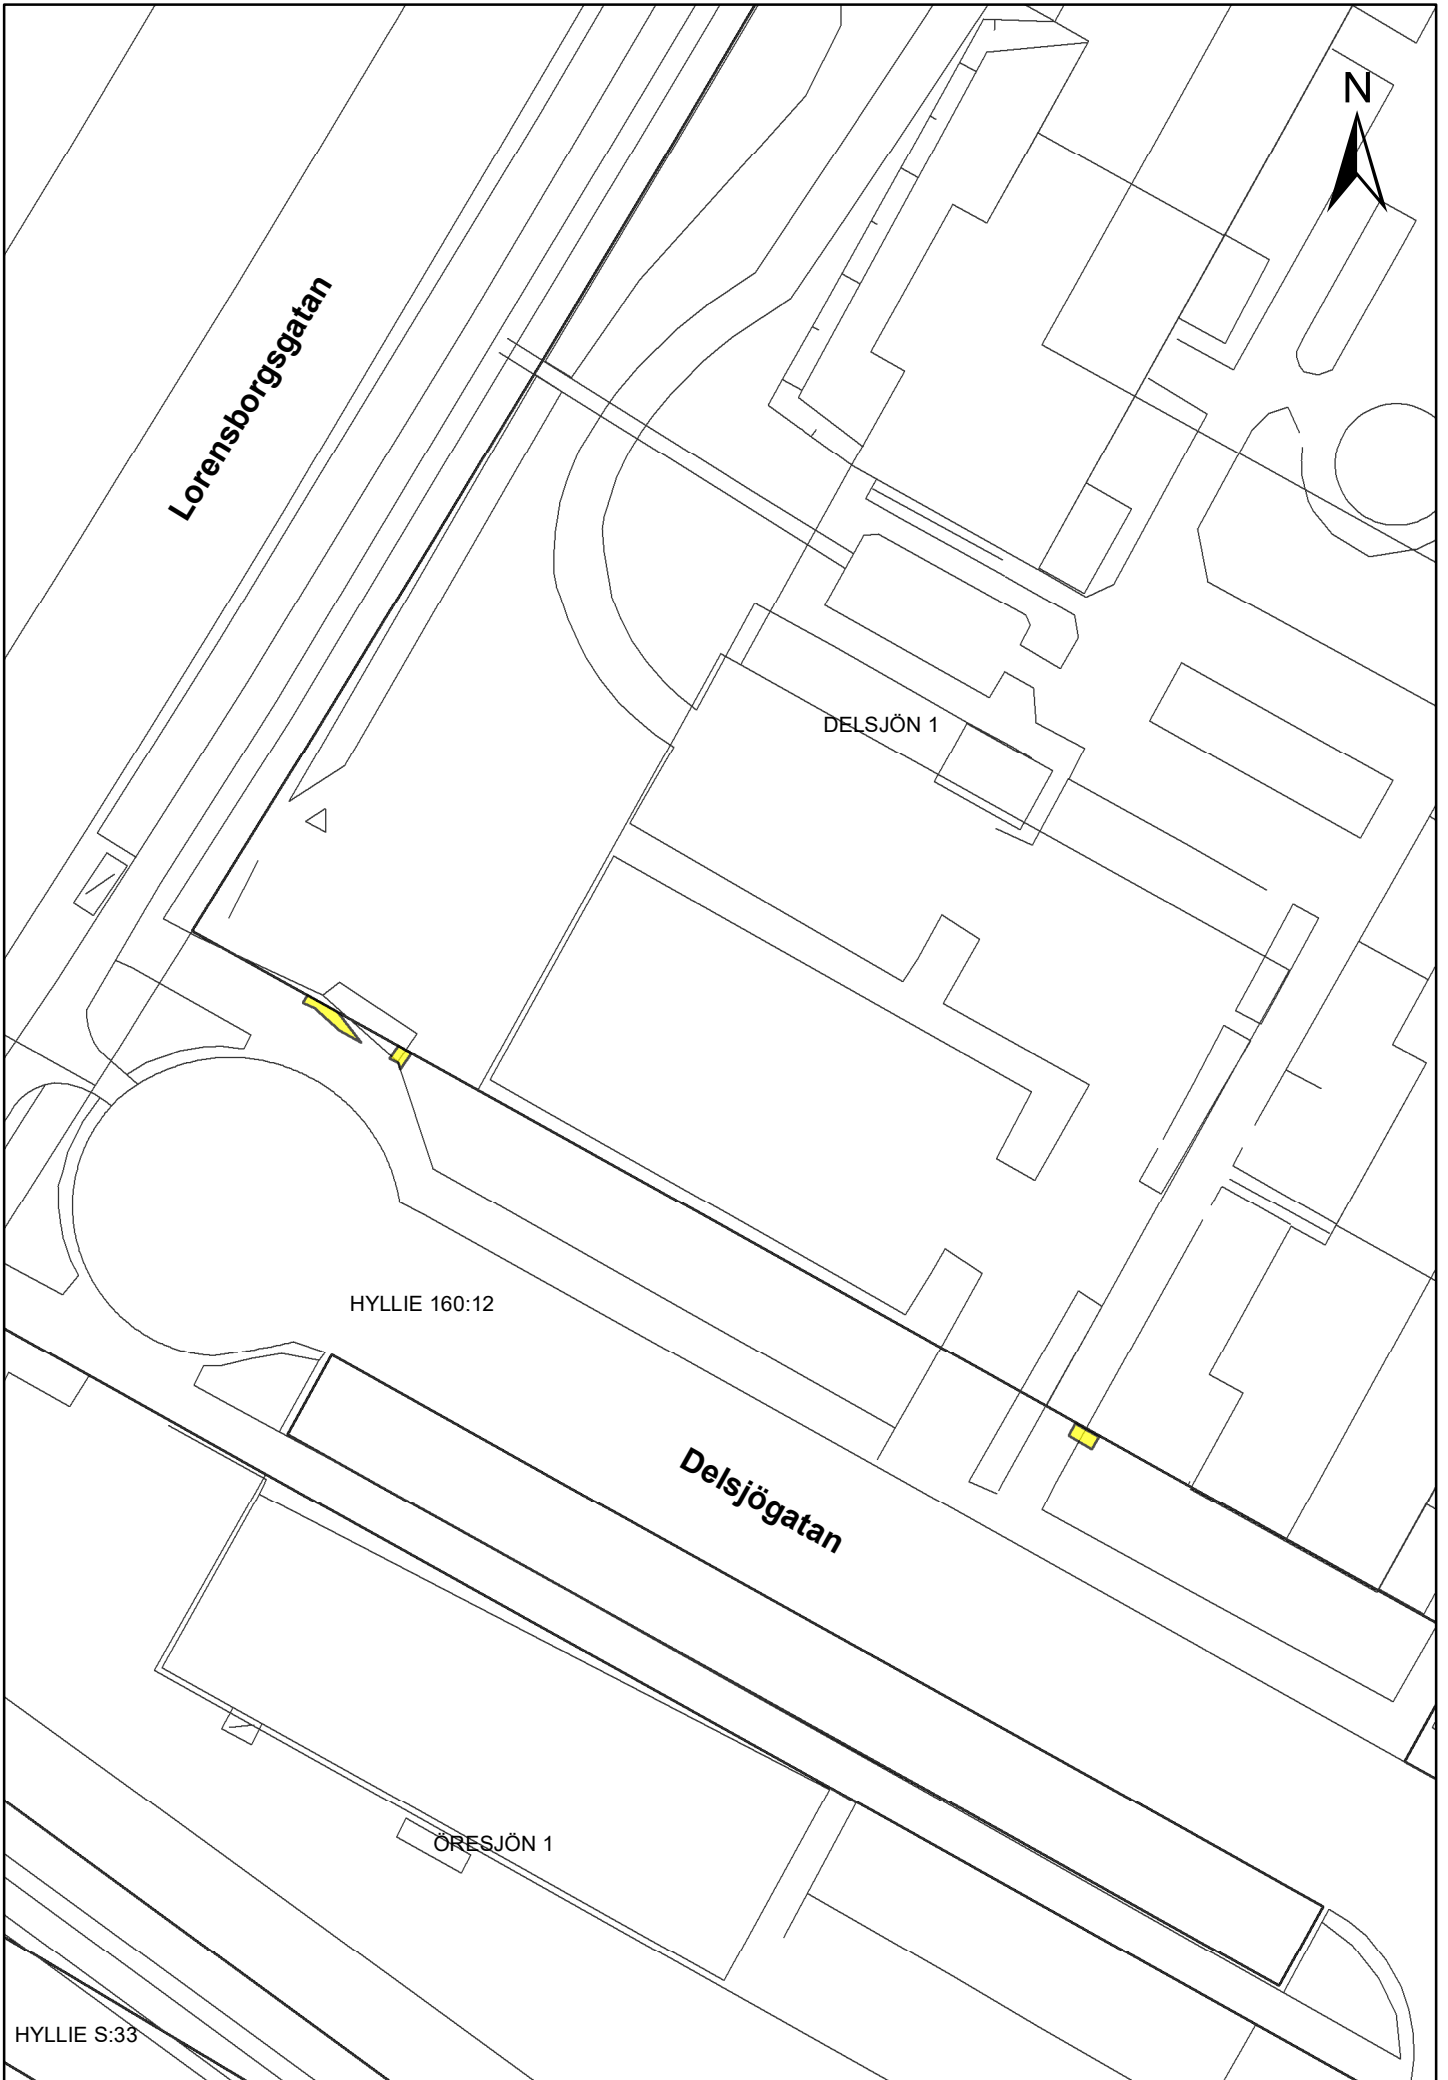 N
Lorensborgsgatan
DELSJÖN 1
HYLLIE 160:12
Delsjögatan
ÖRESJÖN 1
HYLLIE S:33